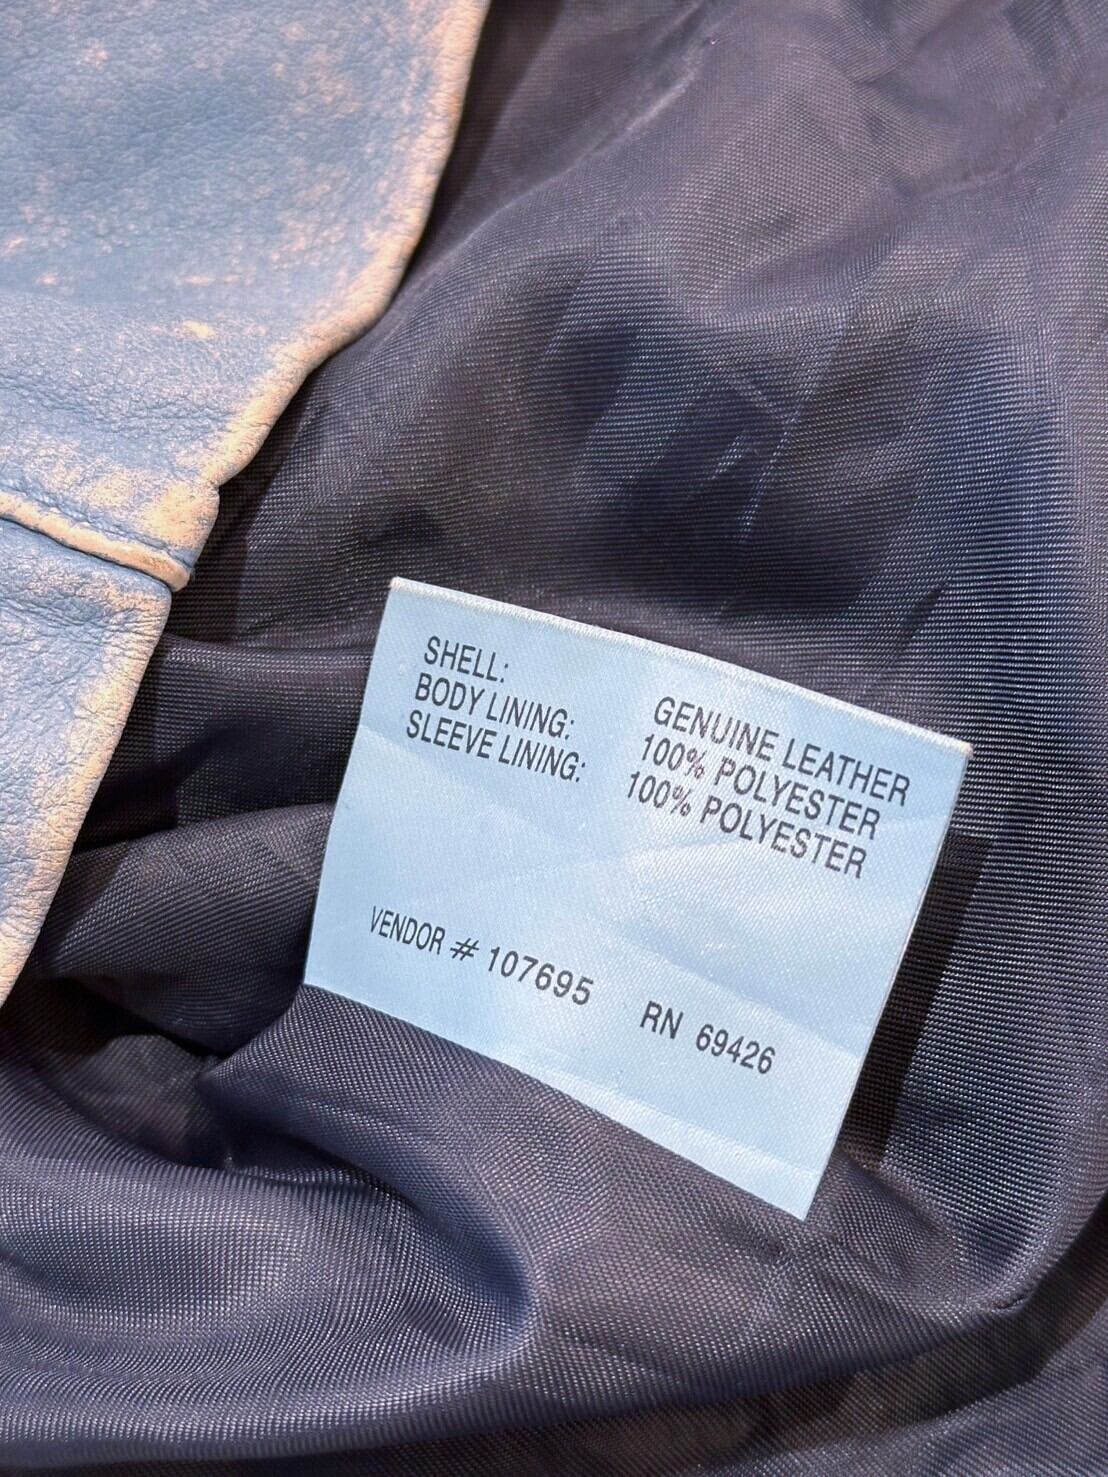 SHELL: GENUINE LEATHER
BODY LINING: 100% POLYESTER
SLEEVE LINING: 100% POLYESTER
VENDOR # 107695 RN 69426